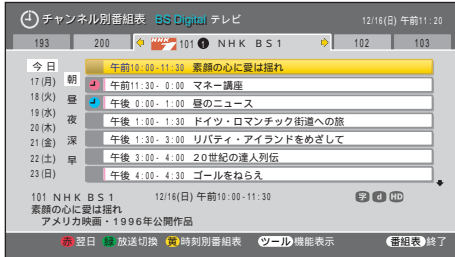 チャンネル別番組表 BS Digital テレビ 12/16(日) 午前11:20
193 200 101 1 NHK BS1 102 103
今日
17(月)
18(火)
19(水)
20(木)
21(金)
22(土)
23(日)
朝
昼
夜
深
早
午前10:00-11:30 素顔の心に愛は揺れ
午前11:30- 0:00 マネー講座
午後 0:00- 1:00 昼のニュース
午後 1:00- 1:30 ドイツ・ロマンチック街道への旅
午後 1:30- 3:00 リバティ・アイランドをめざして
午後 3:00- 4:00 20世紀の達人列伝
午後 4:00- 4:30 ゴールをねらえ
101 NHK BS1 12/16(日) 午前10:00-11:30 字 d HD
素顔の心に愛は揺れ
アメリカ映画・1996年公開作品
赤 翌日 緑 放送切換 黄 時刻別番組表 ツール 機能表示 番組表 終了